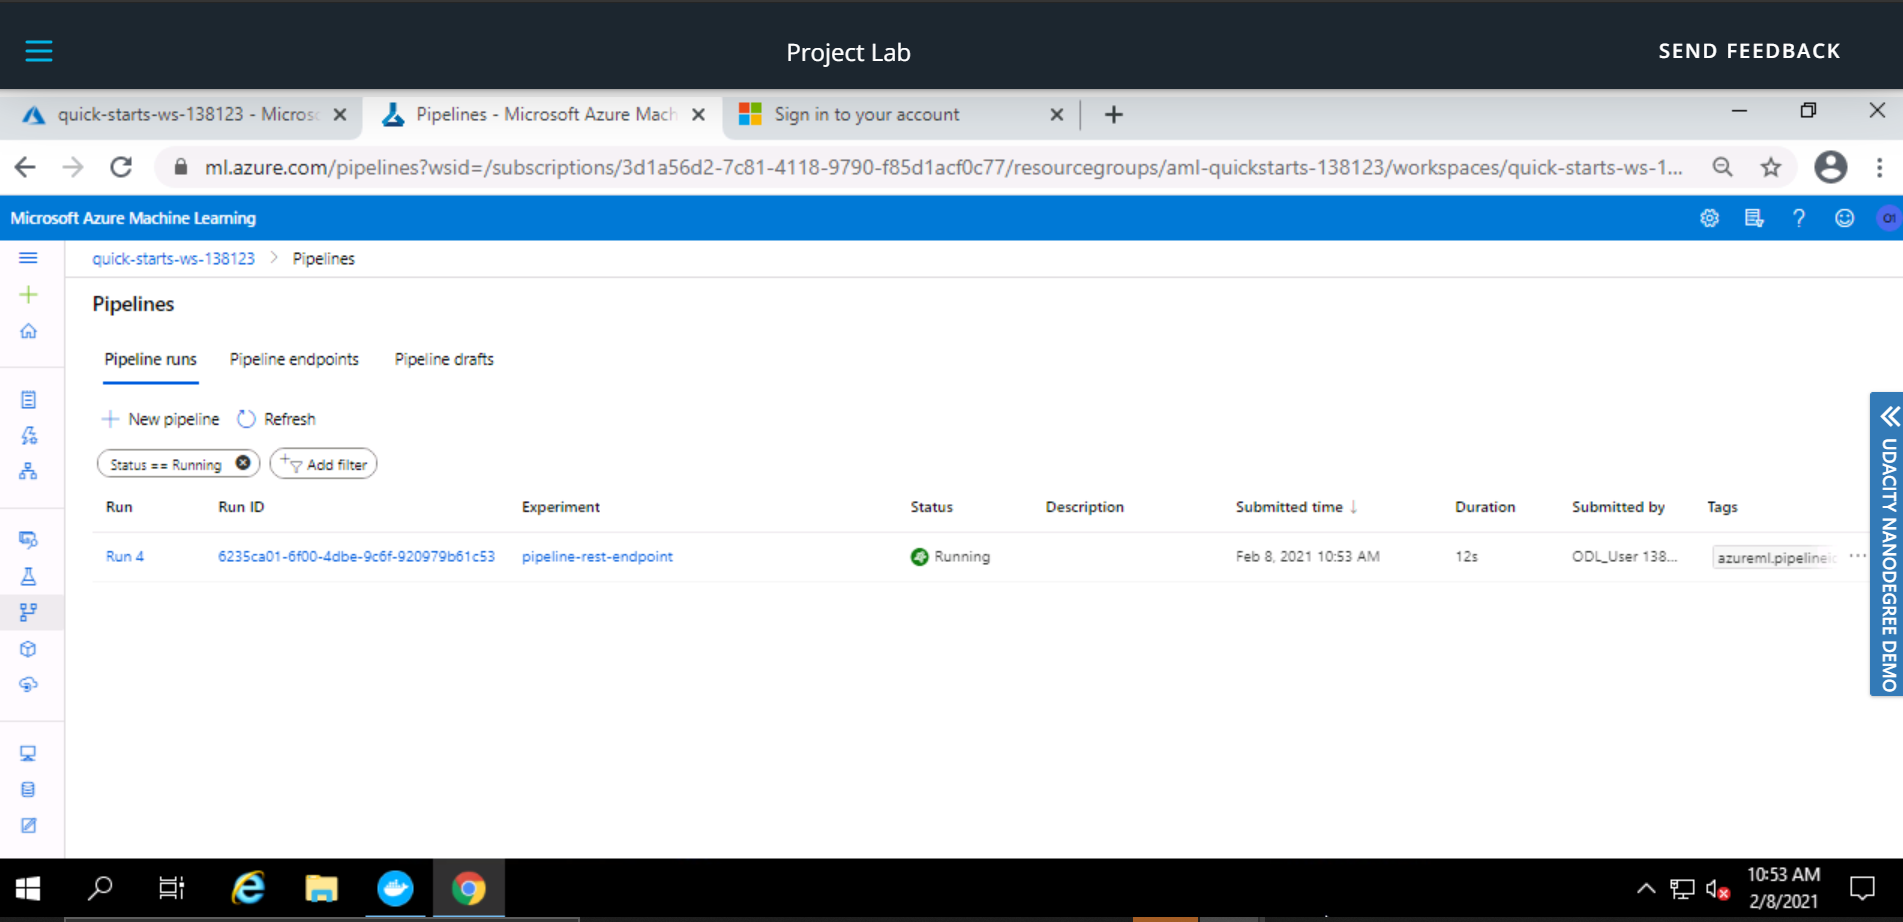 Project Lab
SEND FEEDBACK
quick-starts-ws-138123 - Micros
Pipelines - Microsoft Azure Mach
Sign in to your account
ml.azure.com/pipelines?wsid=/subscriptions/3d1a56d2-7c81-4118-9790-f85d1acf0c77/resourcegroups/aml-quickstarts-138123/workspaces/quick-starts-ws-1...
Microsoft Azure Machine Learning
quick-starts-ws-138123 > Pipelines
Pipelines
Pipeline runs Pipeline endpoints Pipeline drafts
New pipeline Refresh
Status == Running Add filter
Run Run ID Experiment Status Description Submitted time ↓ Duration Submitted by Tags
Run 4 6235ca01-6f00-4dbe-9c6f-920979b61c53 pipeline-rest-endpoint Running Feb 8, 2021 10:53 AM 12s ODL_User 138... azureml.pipelineid ...
UDACITY NANODEGREE DEMO
10:53 AM
2/8/2021